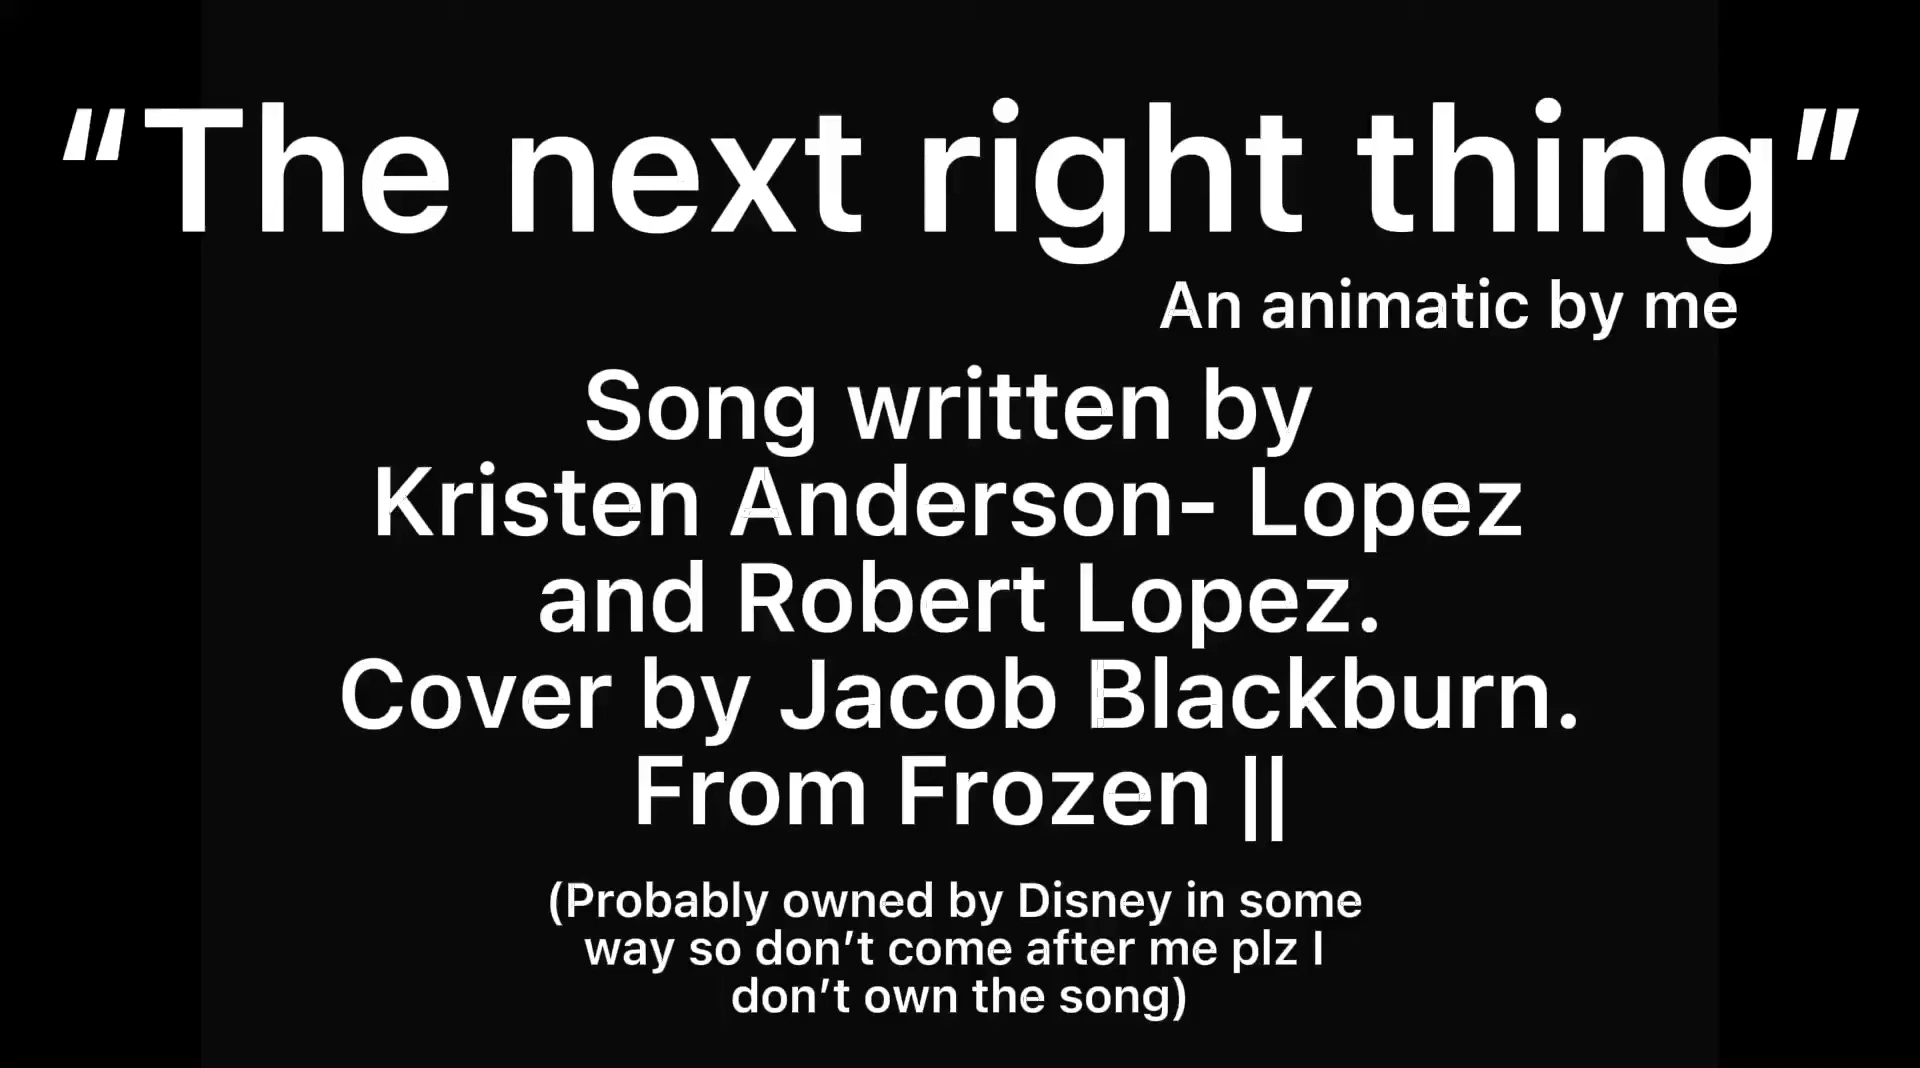 “The next right thing”
An animatic by me
Song written by
Kristen Anderson- Lopez
and Robert Lopez.
Cover by Jacob Blackburn.
From Frozen ||
(Probably owned by Disney in some
way so don’t come after me plz I
don’t own the song)